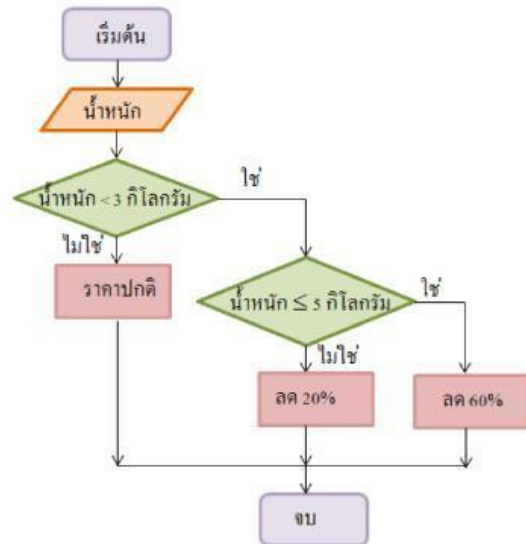 เริ่มต้น
น้ำหนัก
น้ำหนัก < 3 กิโลกรัม
ใช่
ไม่ใช่
ราคาปกติ
น้ำหนัก ≤ 5 กิโลกรัม
ใช่
ไม่ใช่
ลด 20%
ลด 60%
จบ